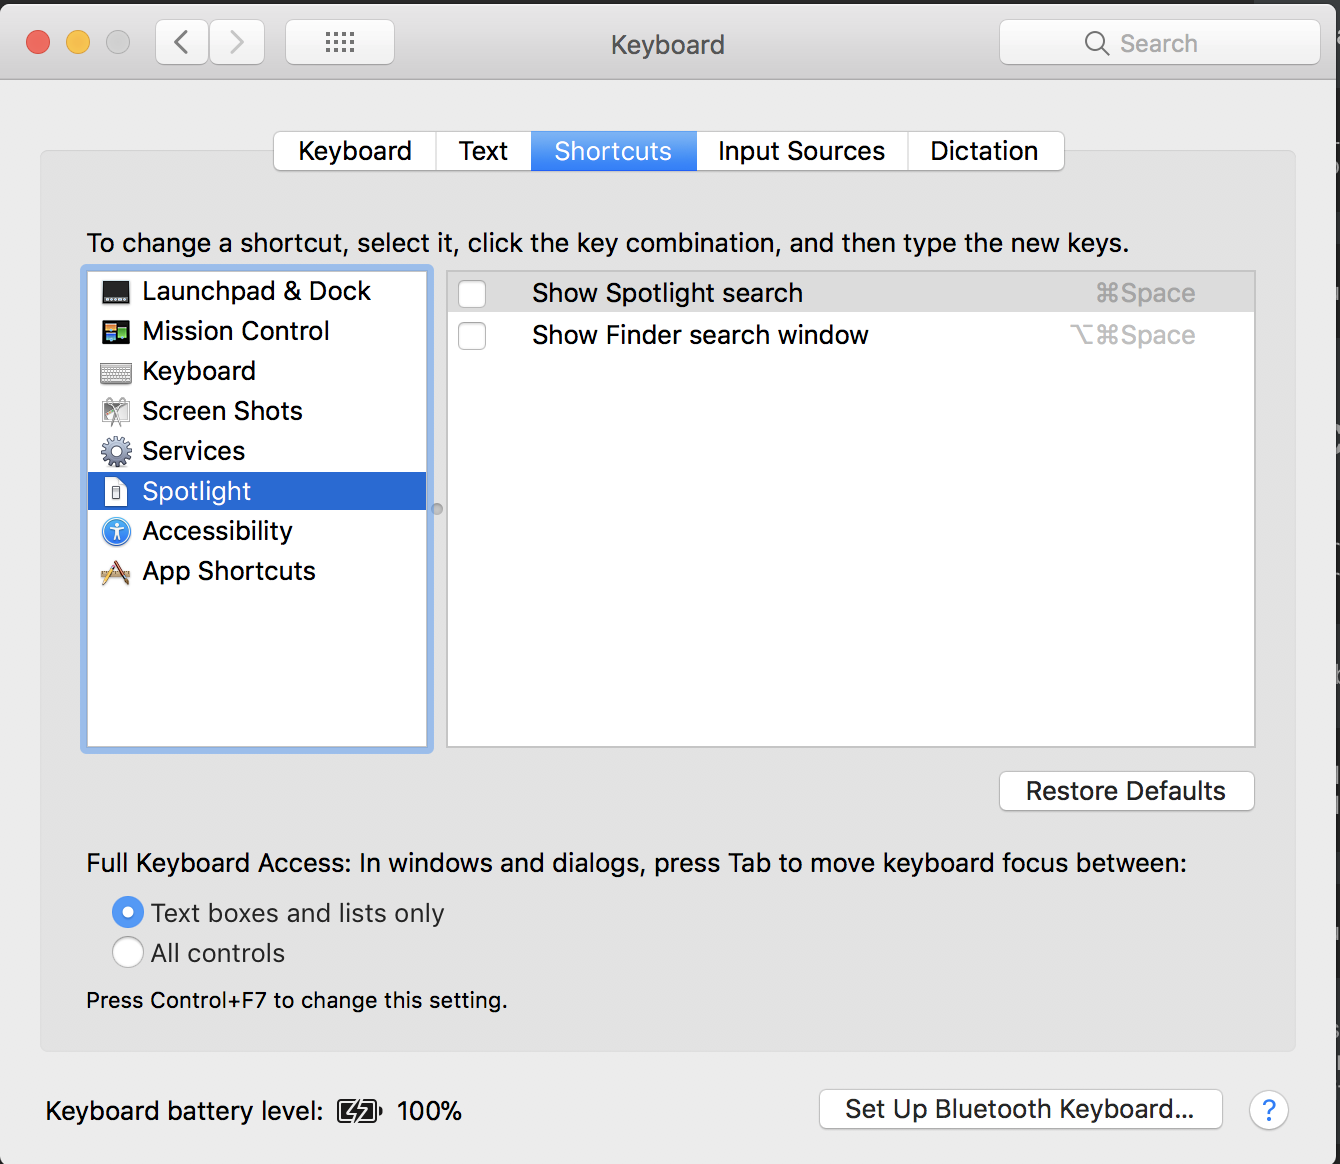 Keyboard
Search
Keyboard
Text
Shortcuts
Input Sources
Dictation
To change a shortcut, select it, click the key combination, and then type the new keys.
Launchpad & Dock
Mission Control
Keyboard
Screen Shots
Services
Spotlight
Accessibility
App Shortcuts
Show Spotlight search ⌘Space
Show Finder search window ⌥⌘Space
Restore Defaults
Full Keyboard Access: In windows and dialogs, press Tab to move keyboard focus between:
Text boxes and lists only
All controls
Press Control+F7 to change this setting.
Keyboard battery level: 100%
Set Up Bluetooth Keyboard...
?